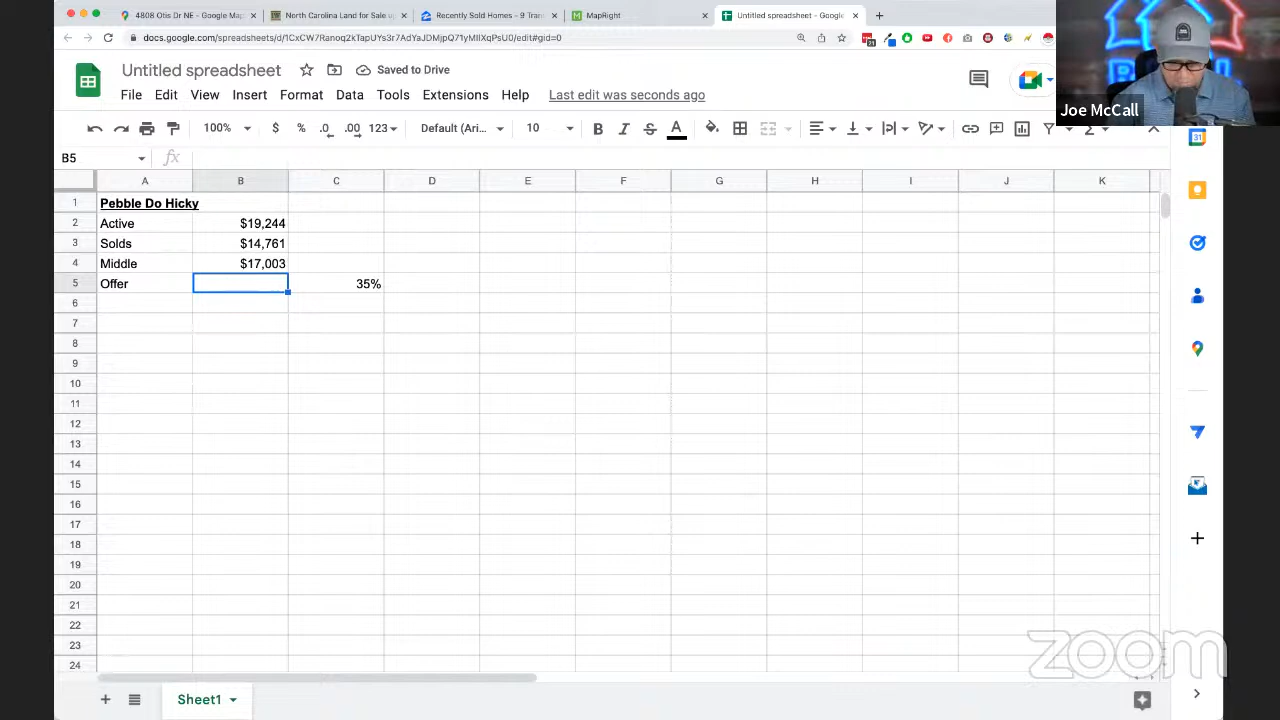 4808 Otis Dr NE - Google Map
North Carolina Land for Sale u
Recently Sold Homes - 9 Tran
MapRight
Untitled spreadsheet - Google
docs.google.com/spreadsheets/d/1CxCW7Ranoq2kTapUYs3r7AdYaJDMjpQ71yMllXqPsU0/edit#gid=0
Untitled spreadsheet
Saved to Drive
File Edit View Insert Format Data Tools Extensions Help Last edit was seconds ago
Joe McCall
100% $ % .0 .00 123 Default (Ari... 10 B I S A
B5 fx
A B C D E F G H I J K
1 Pebble Do Hicky
2 Active $19,244
3 Solds $14,761
4 Middle $17,003
5 Offer 35%
6
7
8
9
10
11
12
13
14
15
16
17
18
19
20
21
22
23
24
Sheet1
zoom